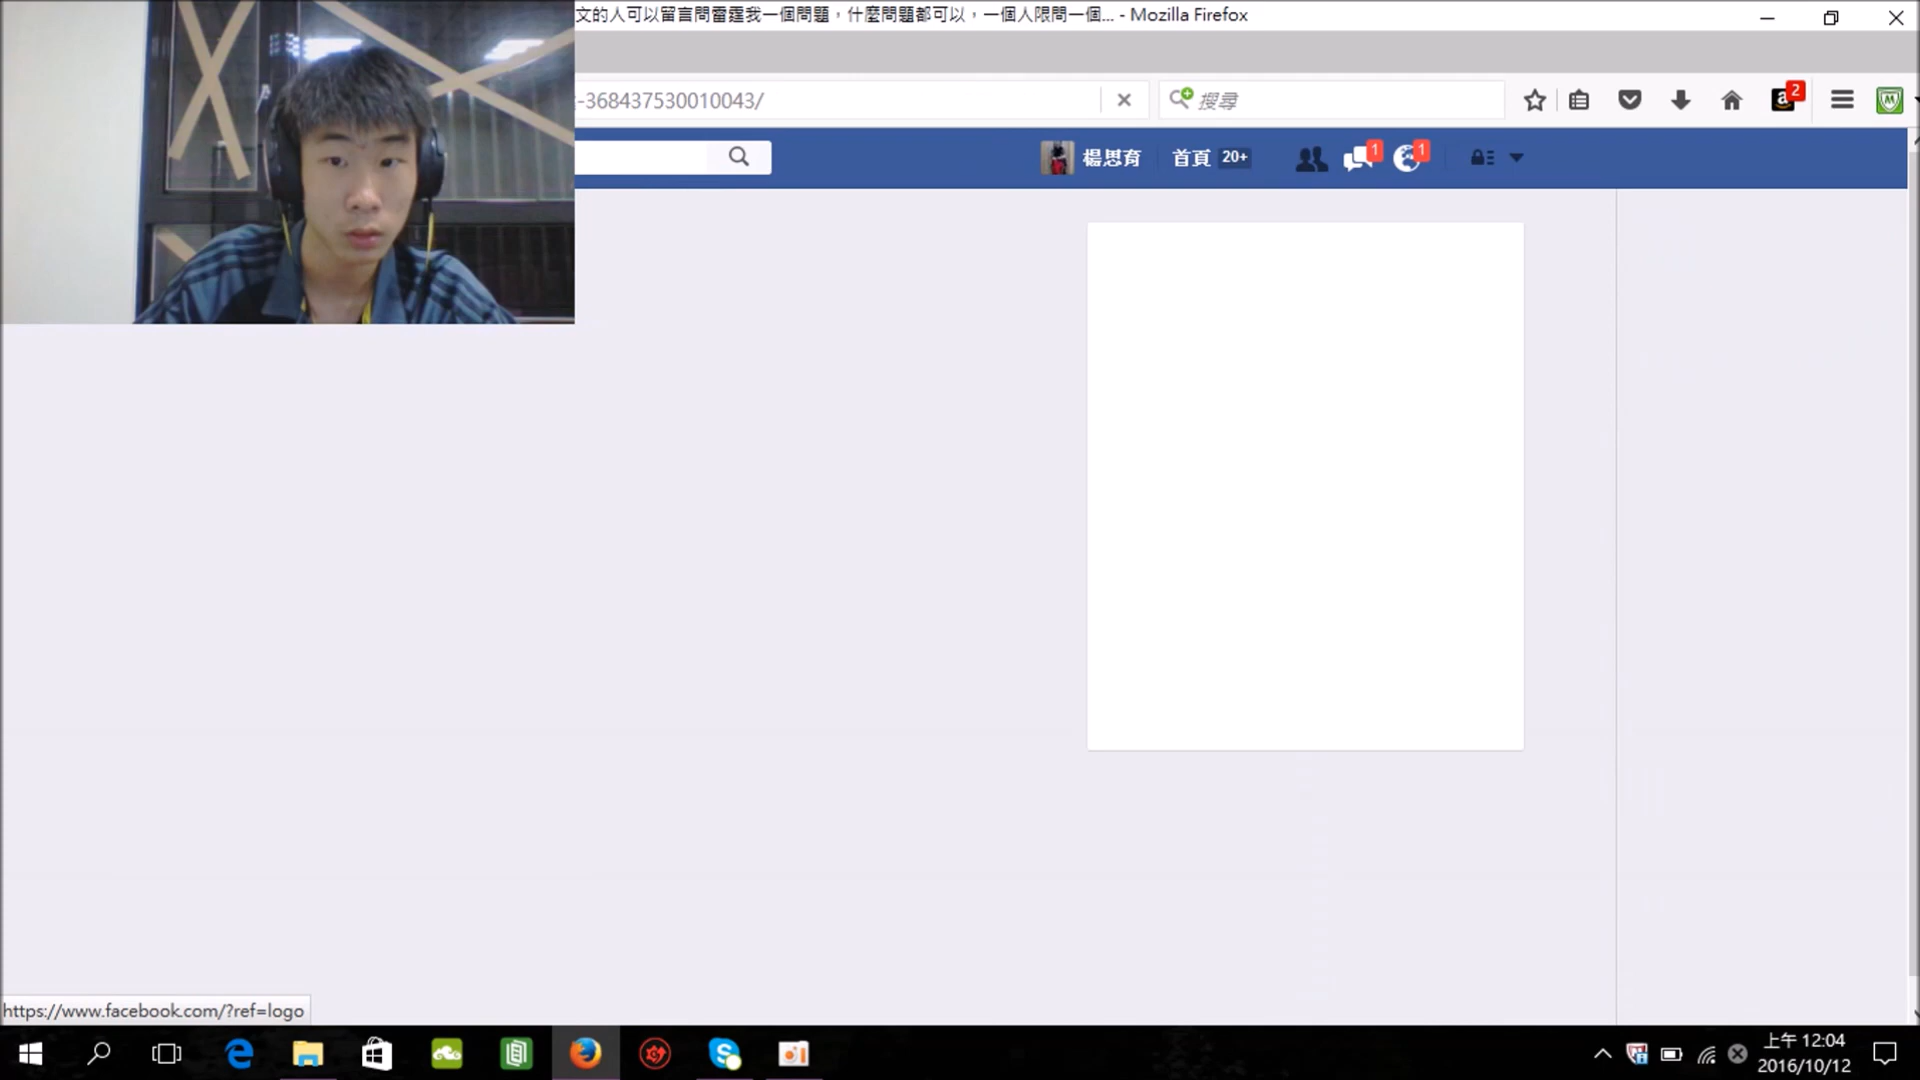 文的人可以留言問雷霆我一個問題，什麼問題都可以，一個人限問一個... - Mozilla Firefox
-368437530010043/
搜尋
2
楊思育
首頁 20+
1
1
https://www.facebook.com/?ref=logo
上午 12:04
2016/10/12